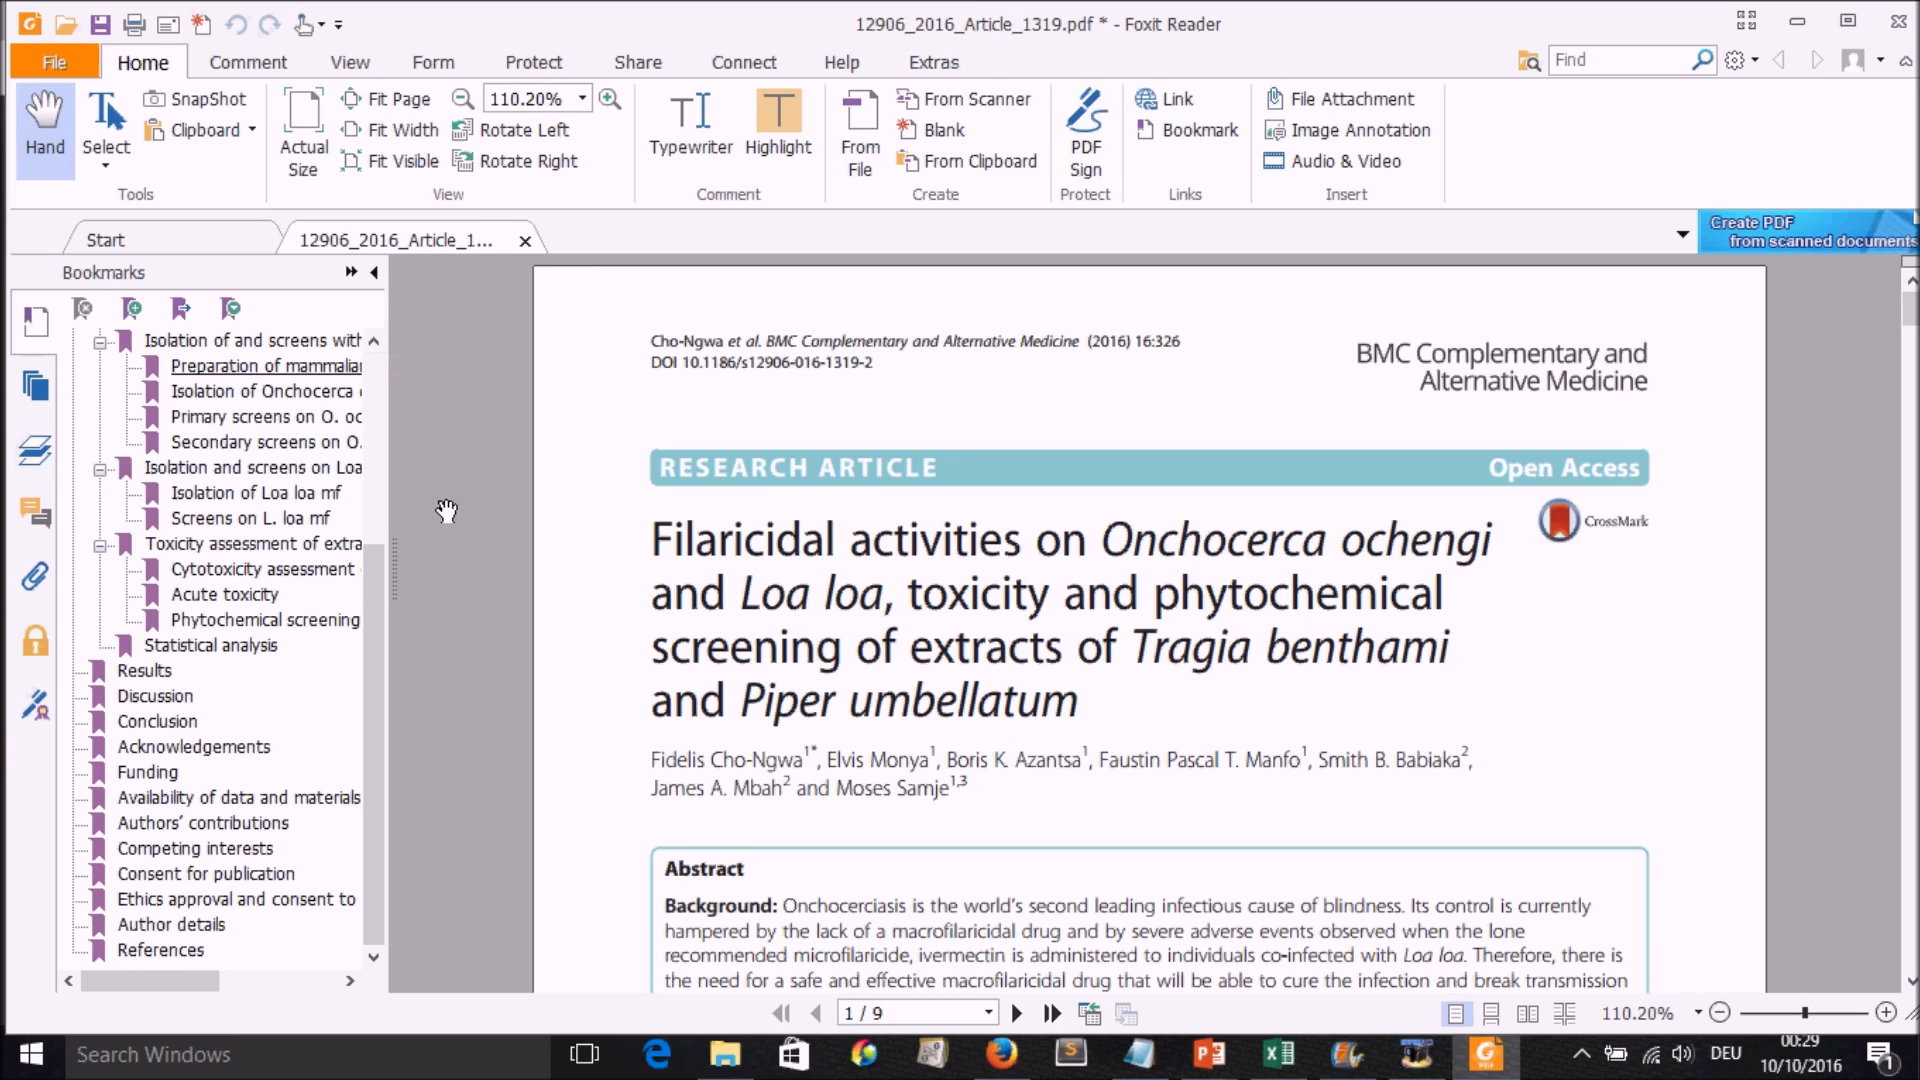 12906_2016_Article_1319.pdf * - Foxit Reader
File Home Comment View Form Protect Share Connect Help Extras Find
Hand
Select
SnapShot
Clipboard
Tools
Actual Size
Fit Page
Fit Width
Fit Visible
110.20%
Rotate Left
Rotate Right
View
Typewriter
Highlight
Comment
From File
From Scanner
Blank
From Clipboard
Create
PDF Sign
Protect
Link
Bookmark
Links
File Attachment
Image Annotation
Audio & Video
Insert
Start
12906_2016_Article_1...
Create PDF
from scanned documents
Bookmarks
Isolation of and screens with
Preparation of mammalian
Isolation of Onchocerca
Primary screens on O. oc
Secondary screens on O.
Isolation and screens on Loa
Isolation of Loa loa mf
Screens on L. loa mf
Toxicity assessment of extra
Cytotoxicity assessment
Acute toxicity
Phytochemical screening
Statistical analysis
Results
Discussion
Conclusion
Acknowledgements
Funding
Availability of data and materials
Authors’ contributions
Competing interests
Consent for publication
Ethics approval and consent to
Author details
References
Cho-Ngwa et al. BMC Complementary and Alternative Medicine (2016) 16:326
DOI 10.1186/s12906-016-1319-2
BMC Complementary and
Alternative Medicine
RESEARCH ARTICLE Open Access
CrossMark
Filaricidal activities on Onchocerca ochengi
and Loa loa, toxicity and phytochemical
screening of extracts of Tragia benthami
and Piper umbellatum
Fidelis Cho-Ngwa1*, Elvis Monya1, Boris K. Azantsa1, Faustin Pascal T. Manfo1, Smith B. Babiaka2,
James A. Mbah2 and Moses Samje1,3
Abstract
Background: Onchocerciasis is the world’s second leading infectious cause of blindness. Its control is currently
hampered by the lack of a macrofilaricidal drug and by severe adverse events observed when the lone
recommended microfilaricide, ivermectin is administered to individuals co-infected with Loa loa. Therefore, there is
the need for a safe and effective macrofilaricidal drug that will be able to cure the infection and break transmission
1 / 9
110.20%
Search Windows
DEU
00:29
10/10/2016
1